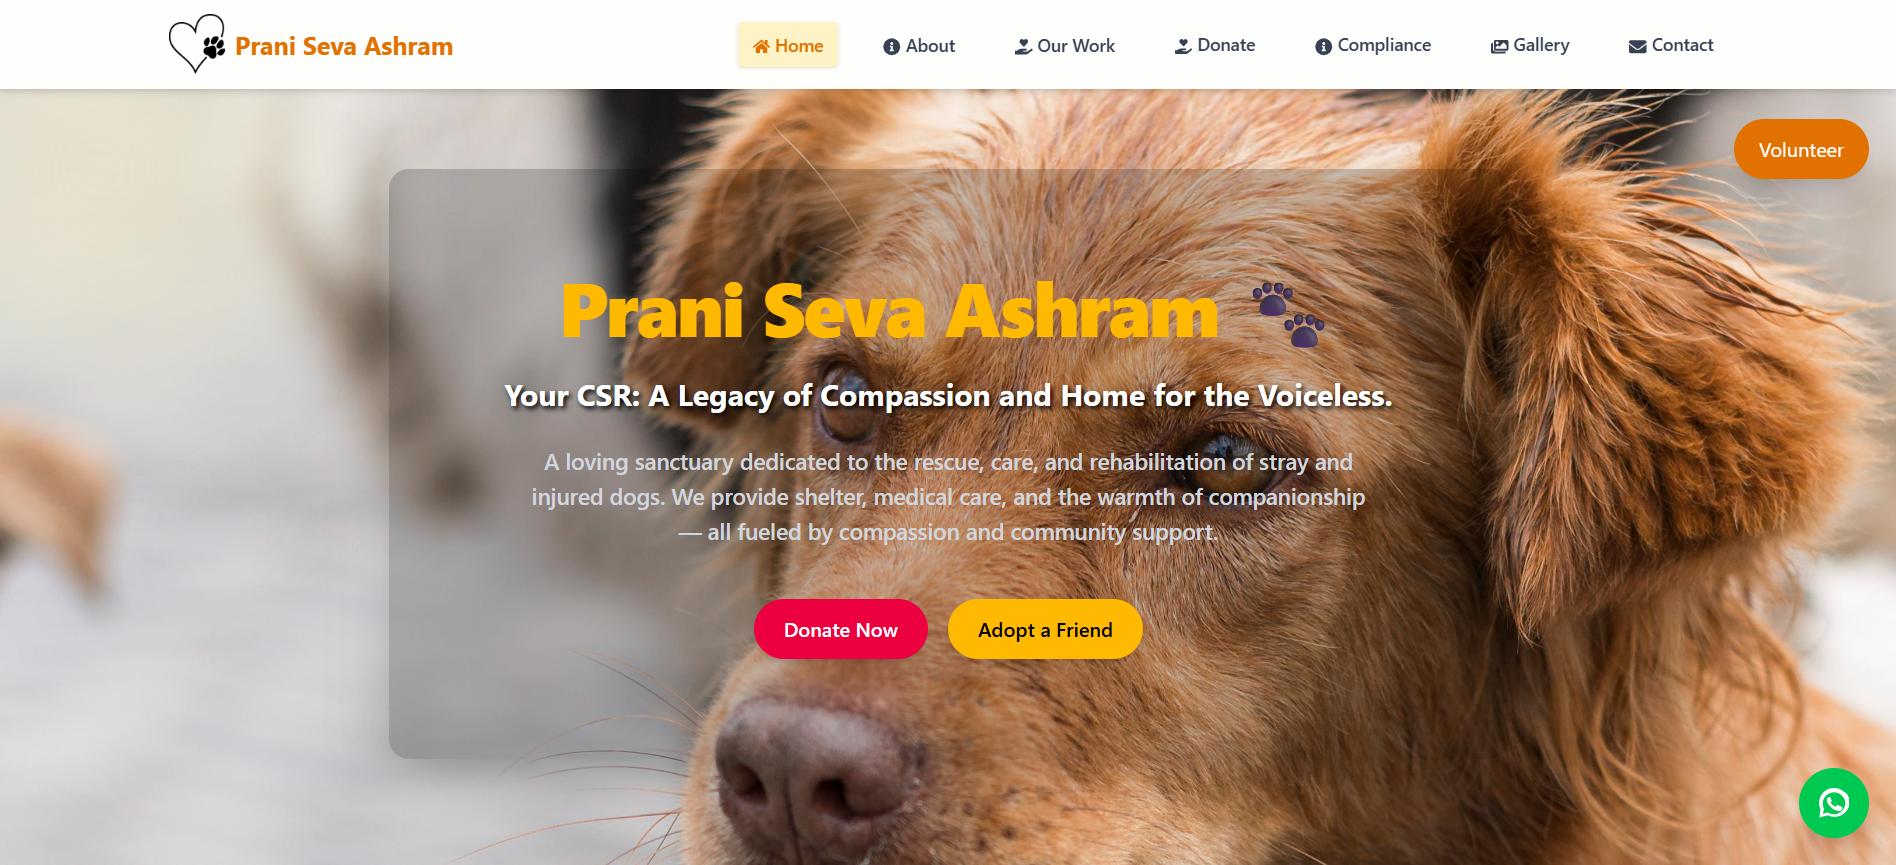 Prani Seva Ashram
Home
About
Our Work
Donate
Compliance
Gallery
Contact
Volunteer
Prani Seva Ashram 🐾
Your CSR: A Legacy of Compassion and Home for the Voiceless.
A loving sanctuary dedicated to the rescue, care, and rehabilitation of stray and
injured dogs. We provide shelter, medical care, and the warmth of companionship
— all fueled by compassion and community support.
Donate Now
Adopt a Friend